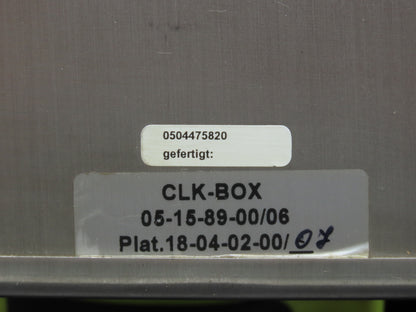 0504475820
gefertigt:
CLK-BOX
05-15-89-00/06
Plat.18-04-02-00/07